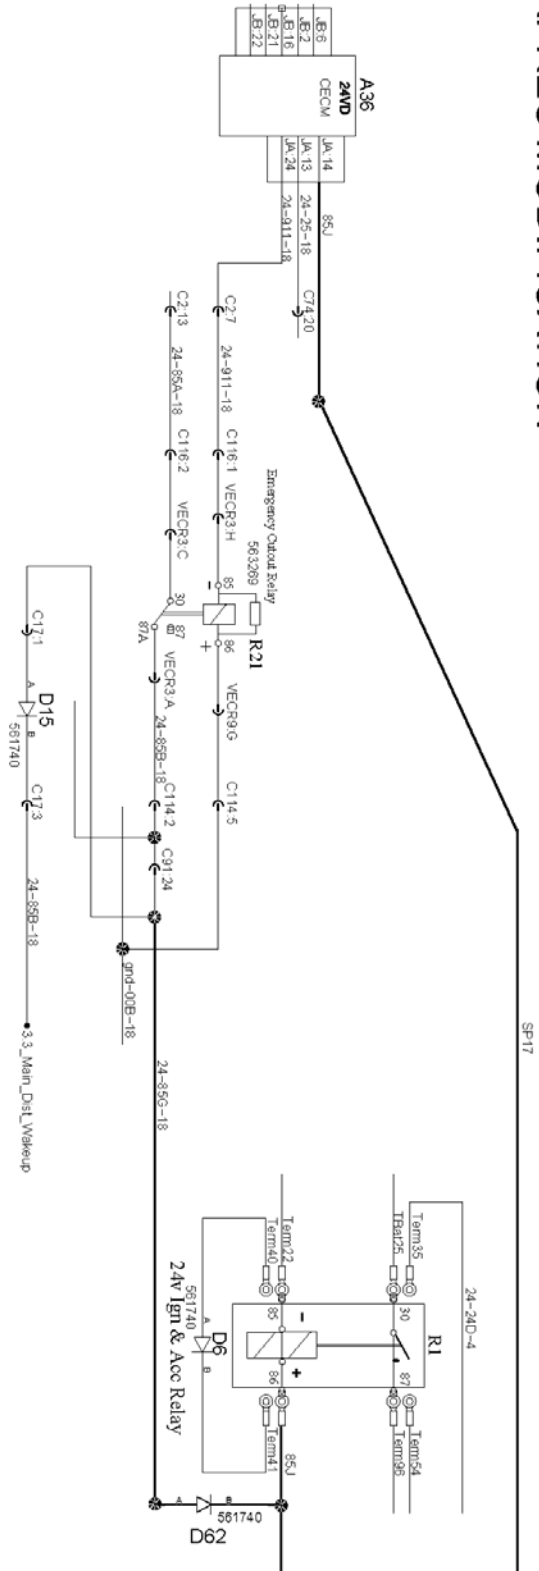 JB:6
JB:2
JB:16
JB:21
JB:22
A36
24VD
CECM
JA:14
JA:13
JA:24
85J
24-25-18
24-911-18
C74:20
C2:7
C2:13
24-911-18
24-85A-18
C116:1
C116:2
Emergency Cutout Relay
563269
VECR3:H
VECR3:C
85
-
30
R21
87
87A
86
+
VECR9:G
VECR3:A
24-85B-18
C114:5
C114:2
C91:24
C17:1
D15
A
B
561740
C17:3
24-85B-18
3.3_Main_Dist_Wakeup
gnd-00B-18
24-85G-18
SP17
24-24D-4
Term35
TBat25
Term22
Term40
R1
30
87
85
-
86
+
D6
A
B
561740
24v Ign & Acc Relay
Term54
Term96
85J
Term41
A
B
561740
D62